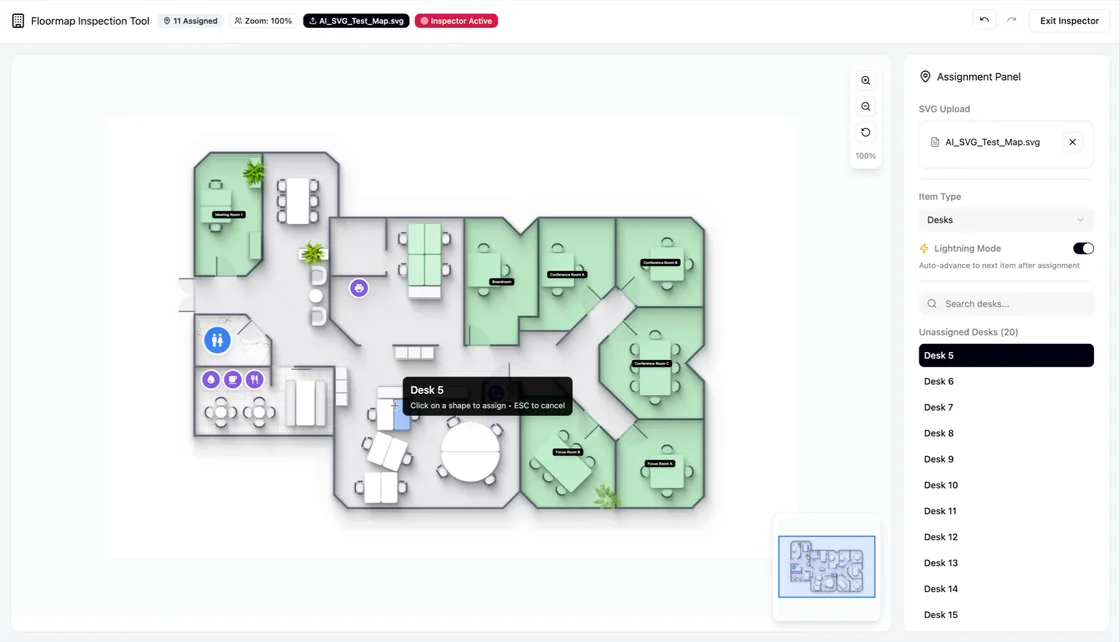 Floormap Inspection Tool
11 Assigned
Zoom: 100%
AI_SVG_Test_Map.svg
Inspector Active
Exit Inspector
100%
Meeting Room 1
Boardroom
Conference Room A
Conference Room B
Conference Room C
Desk 5
Click on a shape to assign • ESC to cancel
Focus Room B
Focus Room A
Assignment Panel
SVG Upload
AI_SVG_Test_Map.svg
Item Type
Desks
Lightning Mode
Auto-advance to next item after assignment
Search desks...
Unassigned Desks (20)
Desk 5
Desk 6
Desk 7
Desk 8
Desk 9
Desk 10
Desk 11
Desk 12
Desk 13
Desk 14
Desk 15